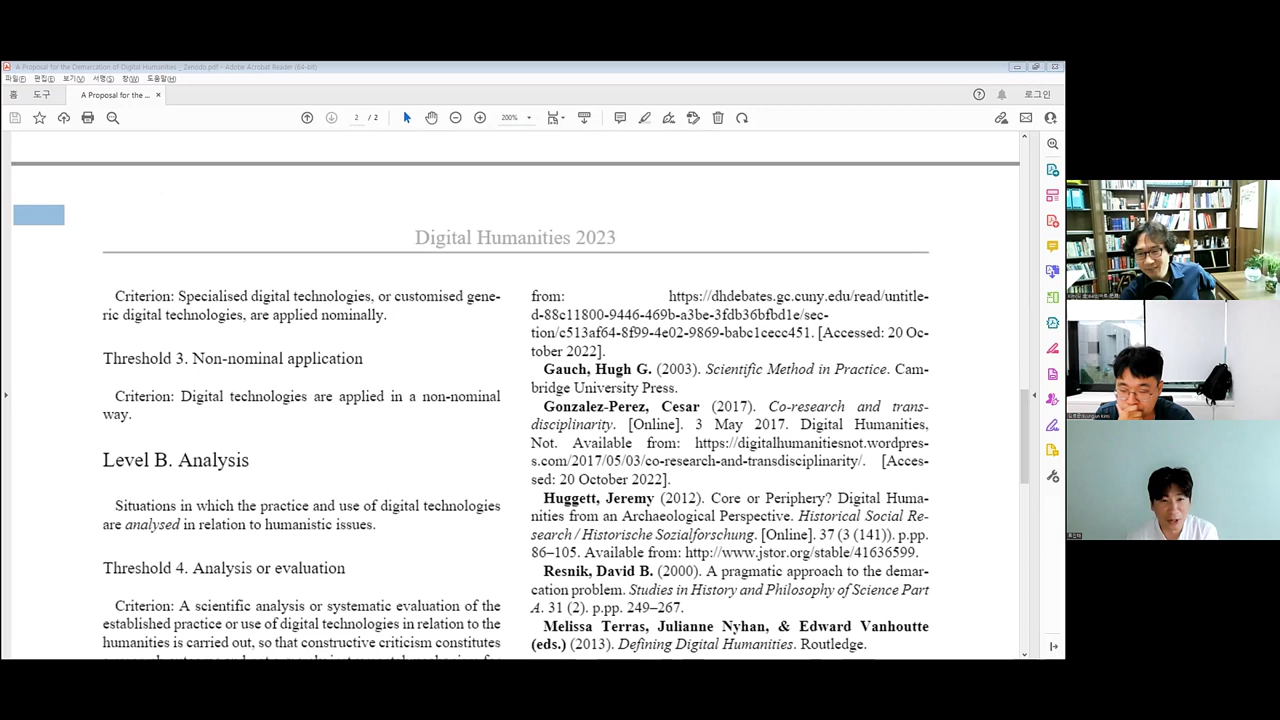 A Proposal for the Demarcation of Digital Humanities _ Zenodo.pdf - Adobe Acrobat Reader (64-bit)
파일(F) 편집(E) 보기(V) 서명(S) 창(W) 도움말(H)
홈 도구 A Proposal for the ... × 로그인
2 / 2 200%
Digital Humanities 2023
Criterion: Specialised digital technologies, or customised gene-
ric digital technologies, are applied nominally.
Threshold 3. Non-nominal application
Criterion: Digital technologies are applied in a non-nominal
way.
Level B. Analysis
Situations in which the practice and use of digital technologies
are analysed in relation to humanistic issues.
Threshold 4. Analysis or evaluation
Criterion: A scientific analysis or systematic evaluation of the
established practice or use of digital technologies in relation to the
humanities is carried out, so that constructive criticism constitutes
from: https://dhdebates.gc.cuny.edu/read/untitle-
d-88c11800-9446-469b-a3be-3fdb36bfbd1e/sec-
tion/c513af64-8f99-4e02-9869-babc1cecc451. [Accessed: 20 Oc-
tober 2022].
Gauch, Hugh G. (2003). Scientific Method in Practice. Cam-
bridge University Press.
Gonzalez-Perez, Cesar (2017). Co-research and trans-
disciplinarity. [Online]. 3 May 2017. Digital Humanities,
Not. Available from: https://digitalhumanitiesnot.wordpres-
s.com/2017/05/03/co-research-and-transdisciplinarity/. [Acces-
sed: 20 October 2022].
Huggett, Jeremy (2012). Core or Periphery? Digital Huma-
nities from an Archaeological Perspective. Historical Social Re-
search / Historische Sozialforschung. [Online]. 37 (3 (141)). p.pp.
86–105. Available from: http://www.jstor.org/stable/41636599.
Resnik, David B. (2000). A pragmatic approach to the demar-
cation problem. Studies in History and Philosophy of Science Part
A. 31 (2). p.pp. 249–267.
Melissa Terras, Julianne Nyhan, & Edward Vanhoutte
(eds.) (2013). Defining Digital Humanities. Routledge.